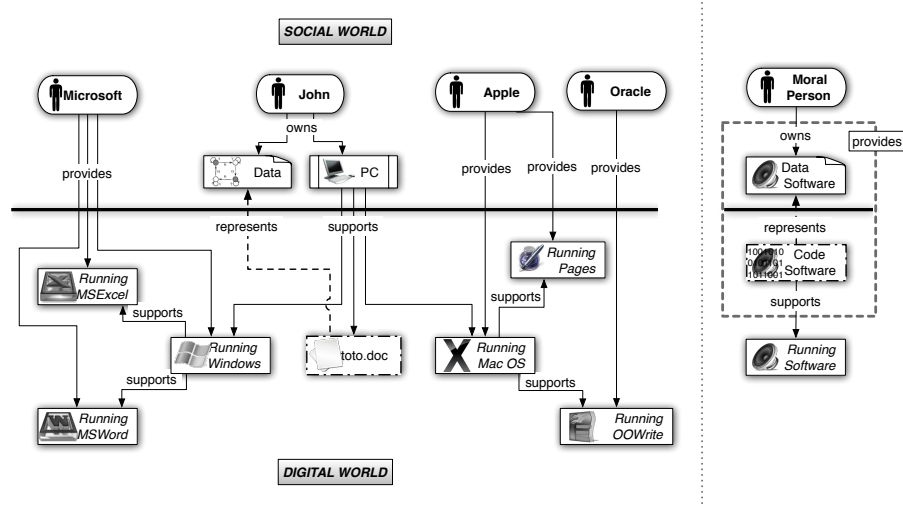 SOCIAL WORLD
Microsoft
John
Apple
Oracle
Moral
Person
owns
owns
provides
provides
provides
provides
provides
Data
PC
Data
Software
represents
supports
represents
Running
Pages
1001010
Code
Software
1011001
Running
MSExcel
supports
supports
supports
Running
Windows
toto.doc
Running
Mac OS
Running
Software
supports
supports
Running
MSWord
Running
OOWrite
DIGITAL WORLD